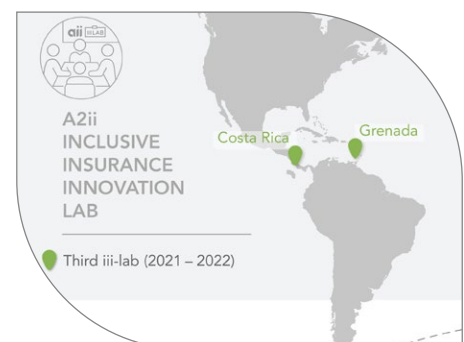 aii iii LAB
A2ii
INCLUSIVE
INSURANCE
INNOVATION
LAB
Costa Rica
Grenada
Third iii-lab (2021 – 2022)